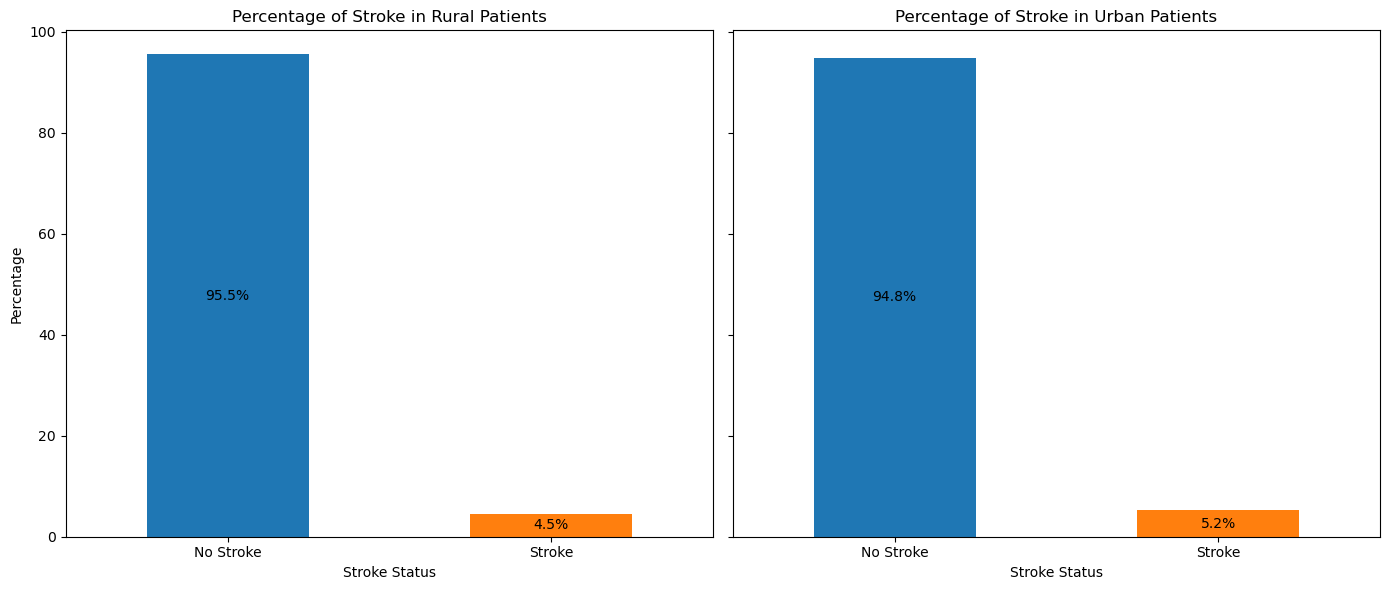 Percentage of Stroke in Rural Patients
100
80
60
40
20
0
Percentage
95.5%
4.5%
No Stroke
Stroke
Stroke Status
Percentage of Stroke in Urban Patients
94.8%
5.2%
No Stroke
Stroke
Stroke Status